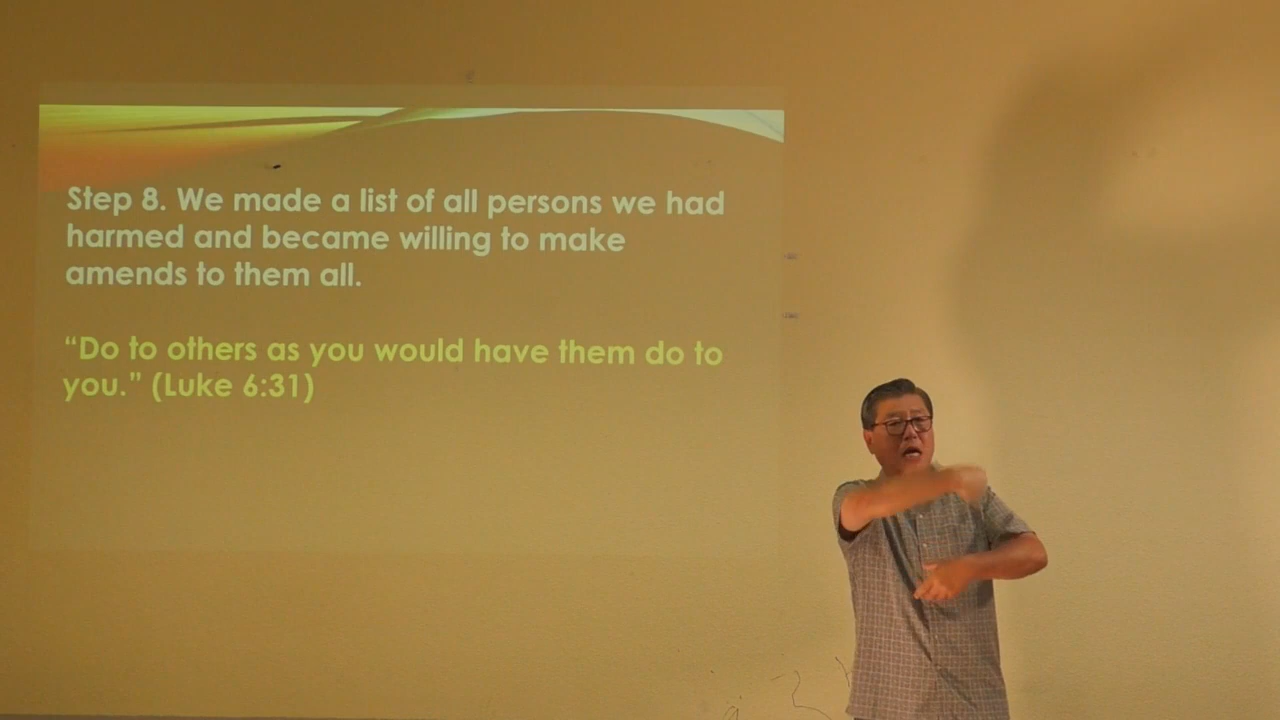 Step 8. We made a list of all persons we had
harmed and became willing to make
amends to them all.
“Do to others as you would have them do to
you.” (Luke 6:31)